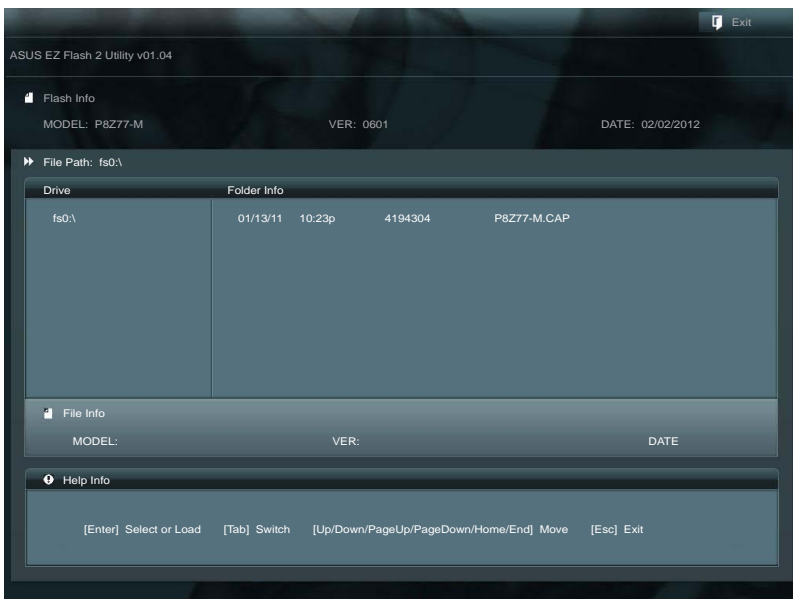 Exit
ASUS EZ Flash 2 Utility v01.04
Flash Info
MODEL: P8Z77-M VER: 0601 DATE: 02/02/2012
File Path: fs0:\
Drive Folder Info
fs0:\ 01/13/11 10:23p 4194304 P8Z77-M.CAP
File Info
MODEL: VER: DATE
Help Info
[Enter] Select or Load [Tab] Switch [Up/Down/PageUp/PageDown/Home/End] Move [Esc] Exit